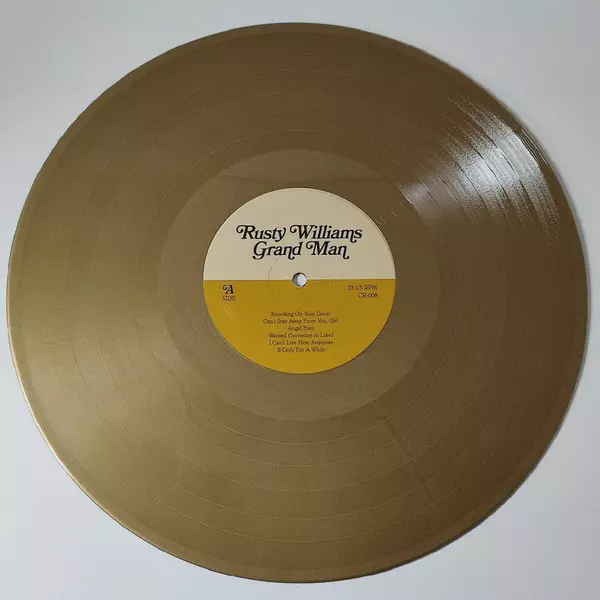 Rusty Williams
Grand Man
A
SIDE
33 1/3 RPM
CR-008
Knocking (At Your Door)
Can't Stay Away From You, Girl
Angel Eyes
Wanted (Someone to Love)
I Can't Live Here Anymore
If Only For A While